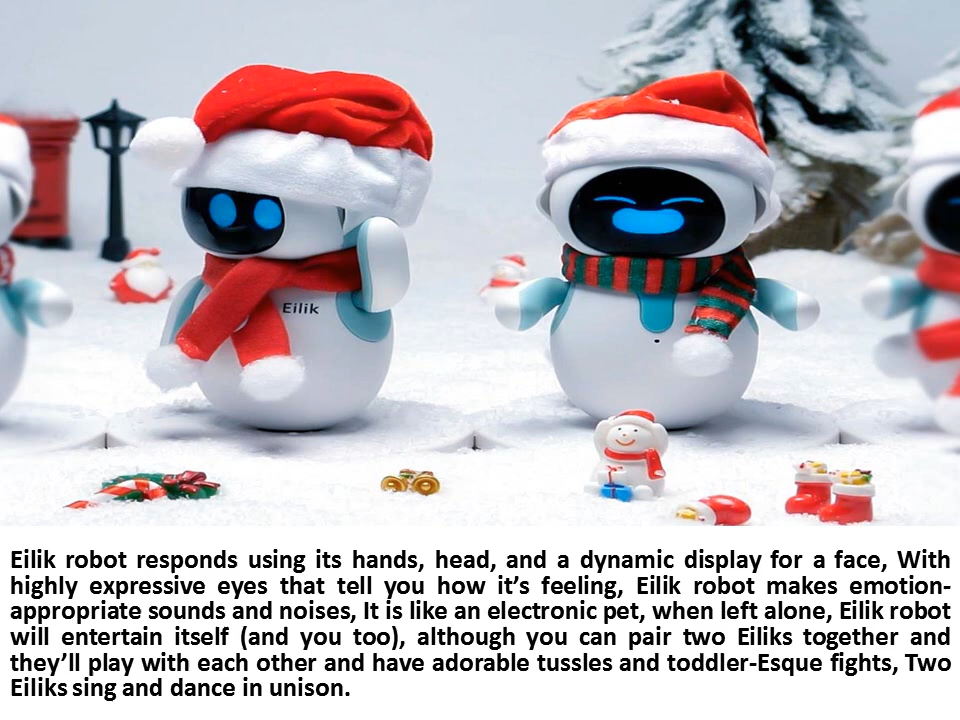 Eilik
Eilik robot responds using its hands, head, and a dynamic display for a face, With
highly expressive eyes that tell you how it’s feeling, Eilik robot makes emotion-
appropriate sounds and noises, It is like an electronic pet, when left alone, Eilik robot
will entertain itself (and you too), although you can pair two Eiliks together and
they’ll play with each other and have adorable tussles and toddler-Esque fights, Two
Eiliks sing and dance in unison.